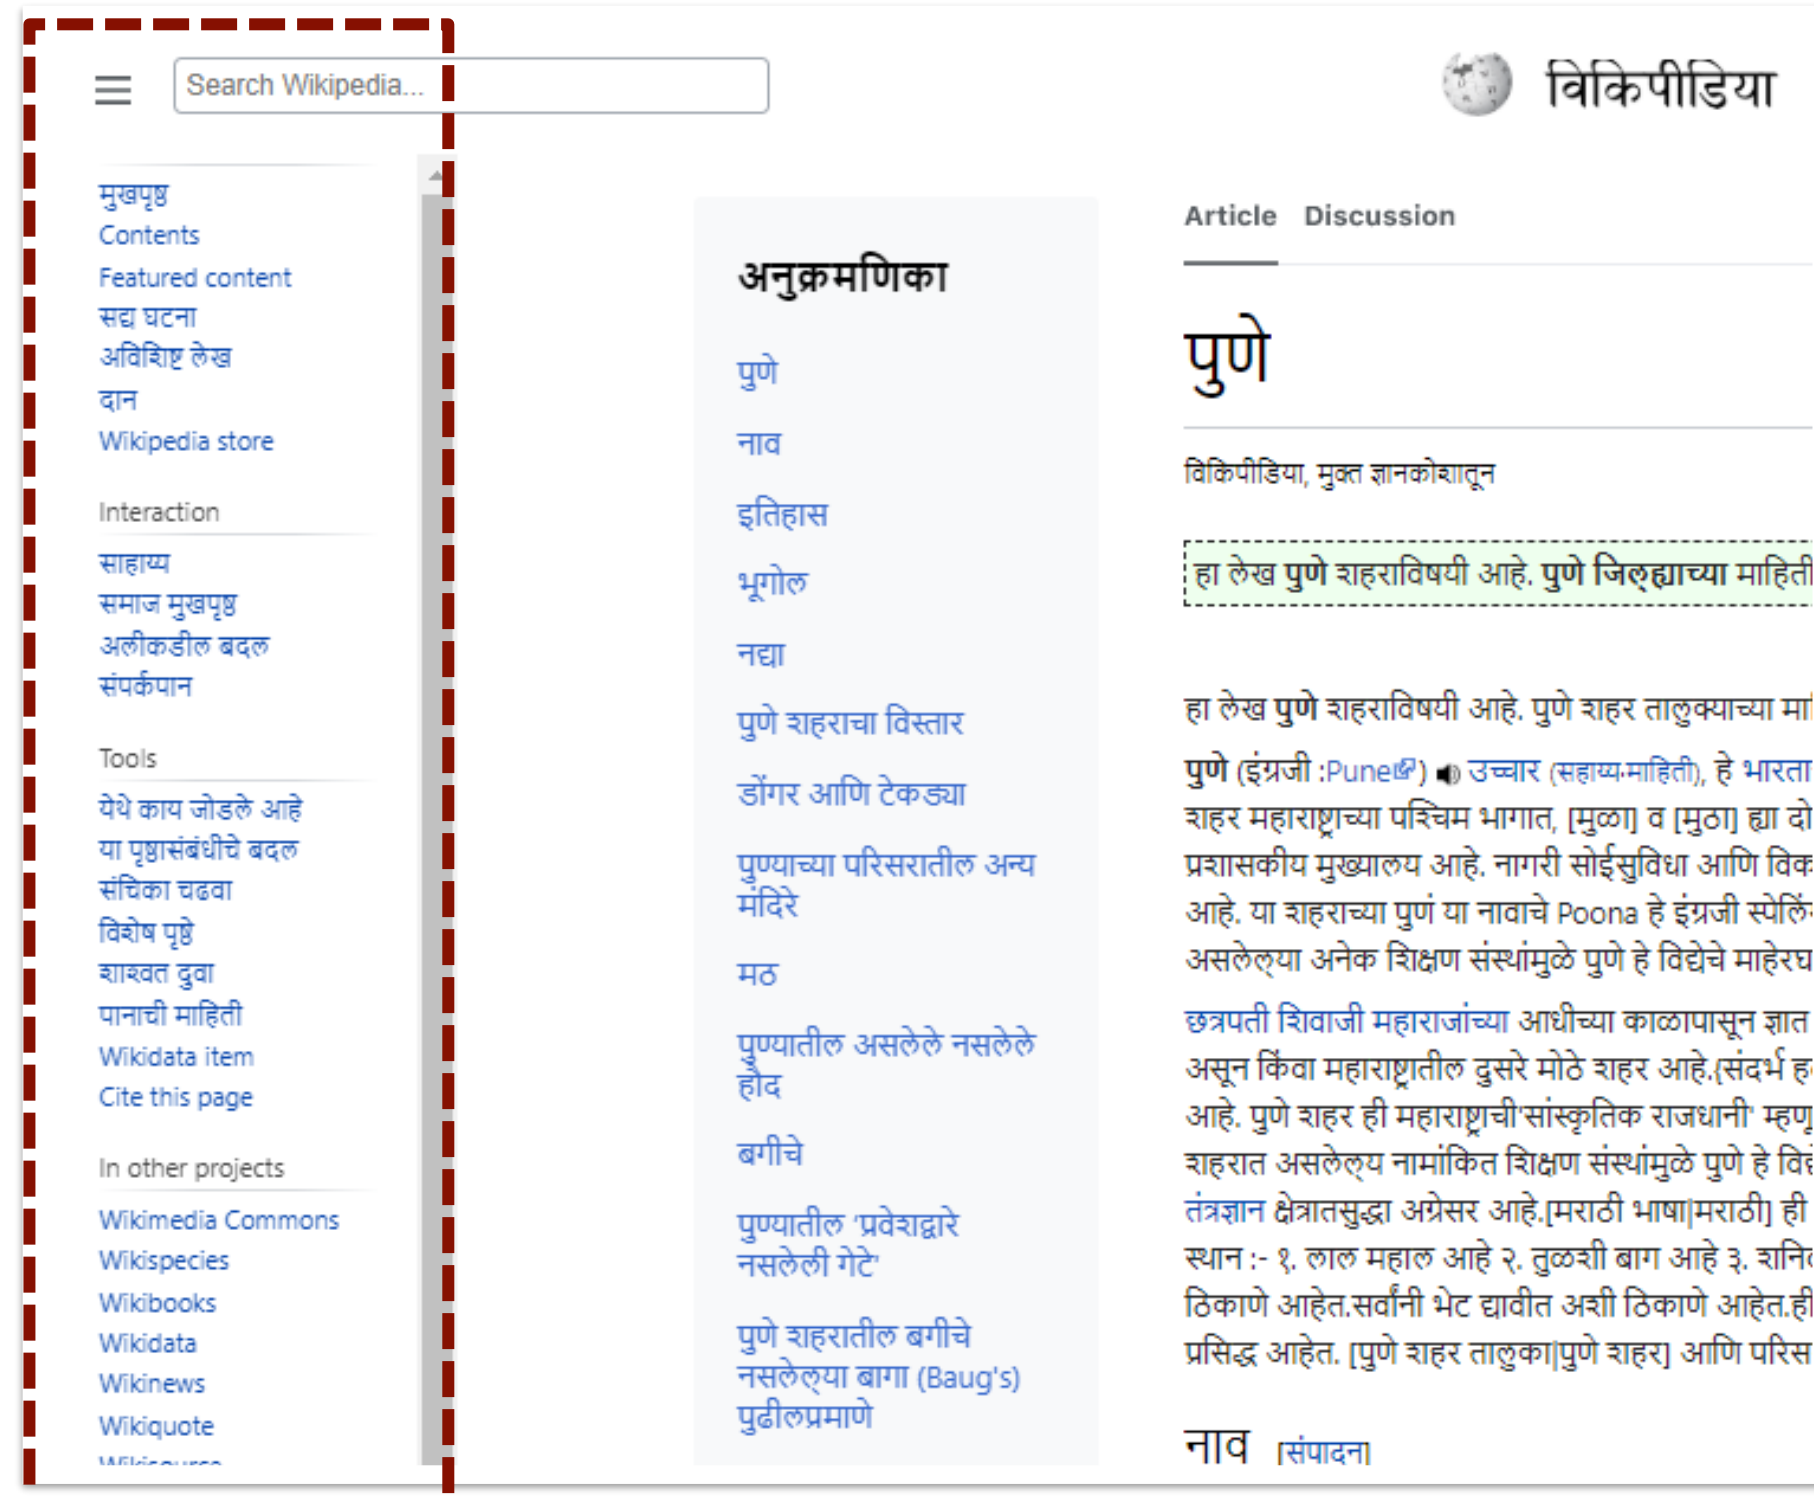 Search Wikipedia...
विकिपीडिया
मुखपृष्ठ
Contents
Featured content
सद्य घटना
अविशिष्ट लेख
दान
Wikipedia store
Interaction
साहाय्य
समाज मुखपृष्ठ
अलीकडील बदल
संपर्कपान
Tools
येथे काय जोडले आहे
या पृष्ठासंबंधीचे बदल
संचिका चढवा
विशेष पृष्ठे
शाश्वत दुवा
पानाची माहिती
Wikidata item
Cite this page
In other projects
Wikimedia Commons
Wikispecies
Wikibooks
Wikidata
Wikinews
Wikiquote
अनुक्रमणिका
पुणे
नाव
इतिहास
भूगोल
नद्या
पुणे शहराचा विस्तार
डोंगर आणि टेकड्या
पुण्याच्या परिसरातील अन्य
मंदिरे
मठ
पुण्यातील असलेले नसलेले
हौद
बगीचे
पुण्यातील 'प्रवेशद्वारे
नसलेली गेटे'
पुणे शहरातील बगीचे
नसलेल्या बागा (Baug's)
पुढीलप्रमाणे
Article Discussion
पुणे
विकिपीडिया, मुक्त ज्ञानकोशातून
हा लेख पुणे शहराविषयी आहे. पुणे जिल्ह्याच्या माहिती
हा लेख पुणे शहराविषयी आहे. पुणे शहर तालुक्याच्या
पुणे (इंग्रजी :Pune) उच्चार (सहाय्य·माहिती), हे भारता
शहर महाराष्ट्राच्या पश्चिम भागात, [मुळा] व [मुठा] ह्या दो
प्रशासकीय मुख्यालय आहे. नागरी सोईसुविधा आणि
आहे. या शहराच्या पुणं या नावाचे Poona हे इंग्रजी
असलेल्या अनेक शिक्षण संस्थांमुळे पुणे हे विद्येचे माहेरघ
छत्रपती शिवाजी महाराजांच्या आधीच्या काळापासून ज्ञात
असून किंवा महाराष्ट्रातील दुसरे मोठे शहर आहे.{संदर्भ
आहे. पुणे शहर ही महाराष्ट्राची'सांस्कृतिक राजधानी'
शहरात असलेल्य नामांकित शिक्षण संस्थांमुळे पुणे हे
तंत्रज्ञान क्षेत्रातसुद्धा अग्रेसर आहे.[मराठी भाषा|मराठी] ही
स्थान :- १. लाल महाल आहे २. तुळशी बाग आहे ३.
ठिकाणे आहेत.सर्वांनी भेट द्यावीत अशी ठिकाणे आहेत.ही
प्रसिद्ध आहेत. [पुणे शहर तालुका|पुणे शहर] आणि परिस
नाव [संपादन]